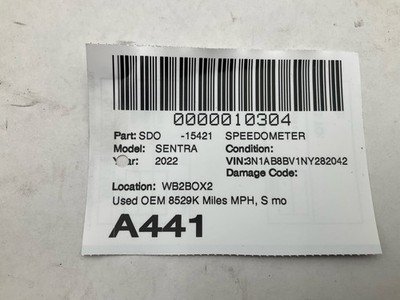 0000010304
Part: SDO -15421 SPEEDOMETER
Model: SENTRA Condition:
Year: 2022 VIN:3N1AB8BV1NY282042
Damage Code:
Location: WB2BOX2
Used OEM 8529K Miles MPH, S mo
A441